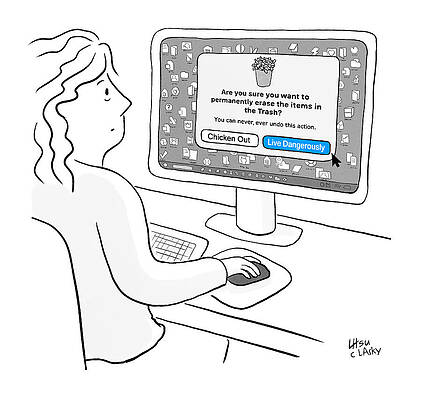 Are you sure you want to
permanently erase the items in
the Trash?
You can never, ever undo this action.
Chicken Out
Live Dangerously
HSU
CLARKY